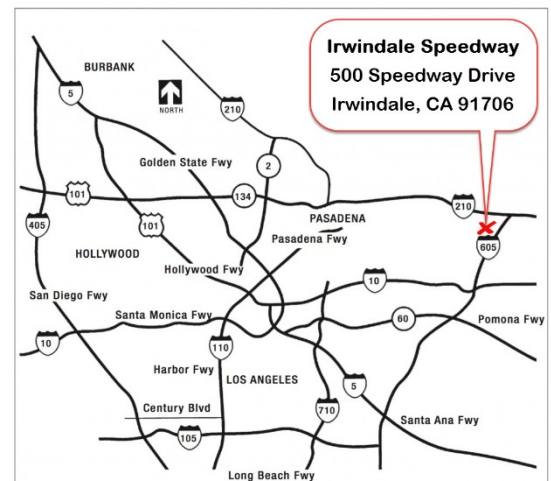 Irwindale Speedway
500 Speedway Drive
Irwindale, CA 91706
BURBANK
5
NORTH
210
Golden State Fwy
2
101
134
210
405
101
PASADENA
Pasadena Fwy
605
HOLLYWOOD
Hollywood Fwy
10
San Diego Fwy
Santa Monica Fwy
60
Pomona Fwy
10
110
Harbor Fwy
LOS ANGELES
5
Century Blvd
710
Santa Ana Fwy
105
Long Beach Fwy